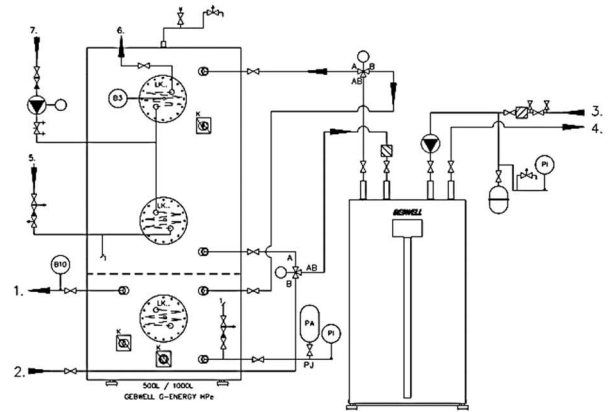 7.
6.
A
B
AB
LK..
B3
K
3.
4.
PI
5.
LK..
GEBWELL
A
AB
B
B10
1.
LK..
PA
PI
K
K
2.
PJ
500L / 1000L
GEBWELL G-ENERGY HPe